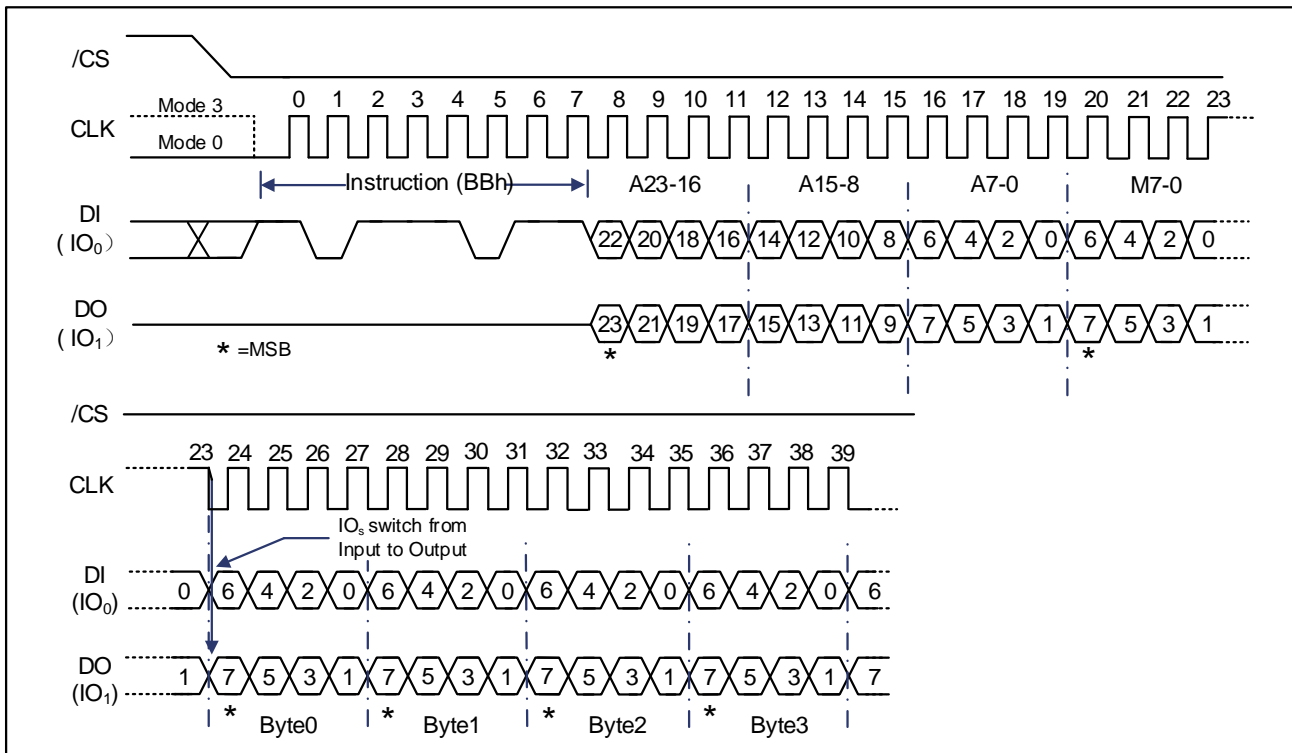 /CS
0 1 2 3 4 5 6 7 8 9 10 11 12 13 14 15 16 17 18 19 20 21 22 23
Mode 3
CLK
Mode 0
Instruction (BBh) A23-16 A15-8 A7-0 M7-0
DI
( IO₀）
22 20 18 16 14 12 10 8 6 4 2 0 6 4 2 0
DO
( IO₁）
23 21 19 17 15 13 11 9 7 5 3 1 7 5 3 1
* =MSB * *
/CS
23 24 25 26 27 28 29 30 31 32 33 34 35 36 37 38 39
CLK
IOₛ switch from
Input to Output
DI
(IO₀)
0 6 4 2 0 6 4 2 0 6 4 2 0 6 4 2 0 6
DO
(IO₁)
1 7 5 3 1 7 5 3 1 7 5 3 1 7 5 3 1 7
* Byte0 * Byte1 * Byte2 * Byte3